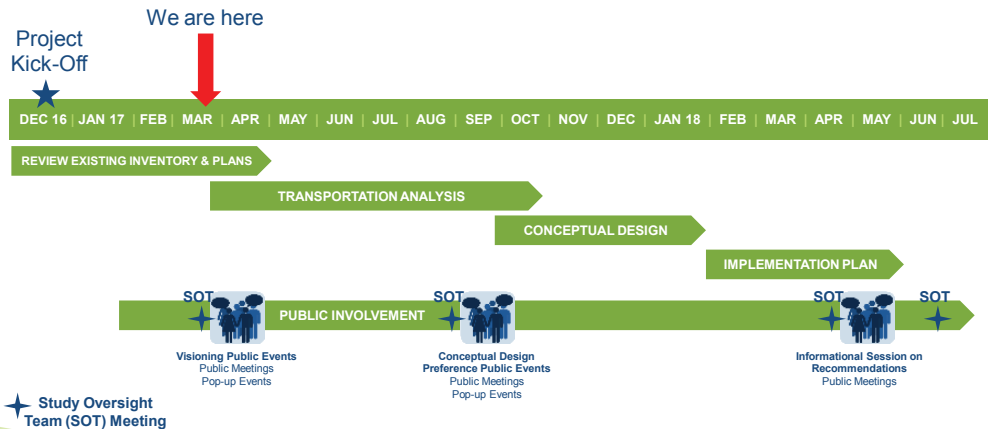 We are here
Project
Kick-Off
DEC 16 | JAN 17 | FEB | MAR | APR | MAY | JUN | JUL | AUG | SEP | OCT | NOV | DEC | JAN 18 | FEB | MAR | APR | MAY | JUN | JUL
REVIEW EXISTING INVENTORY & PLANS
TRANSPORTATION ANALYSIS
CONCEPTUAL DESIGN
IMPLEMENTATION PLAN
SOT
SOT
SOT
SOT
PUBLIC INVOLVEMENT
Visioning Public Events
Public Meetings
Pop-up Events
Conceptual Design
Preference Public Events
Public Meetings
Pop-up Events
Informational Session on
Recommendations
Public Meetings
Study Oversight
Team (SOT) Meeting